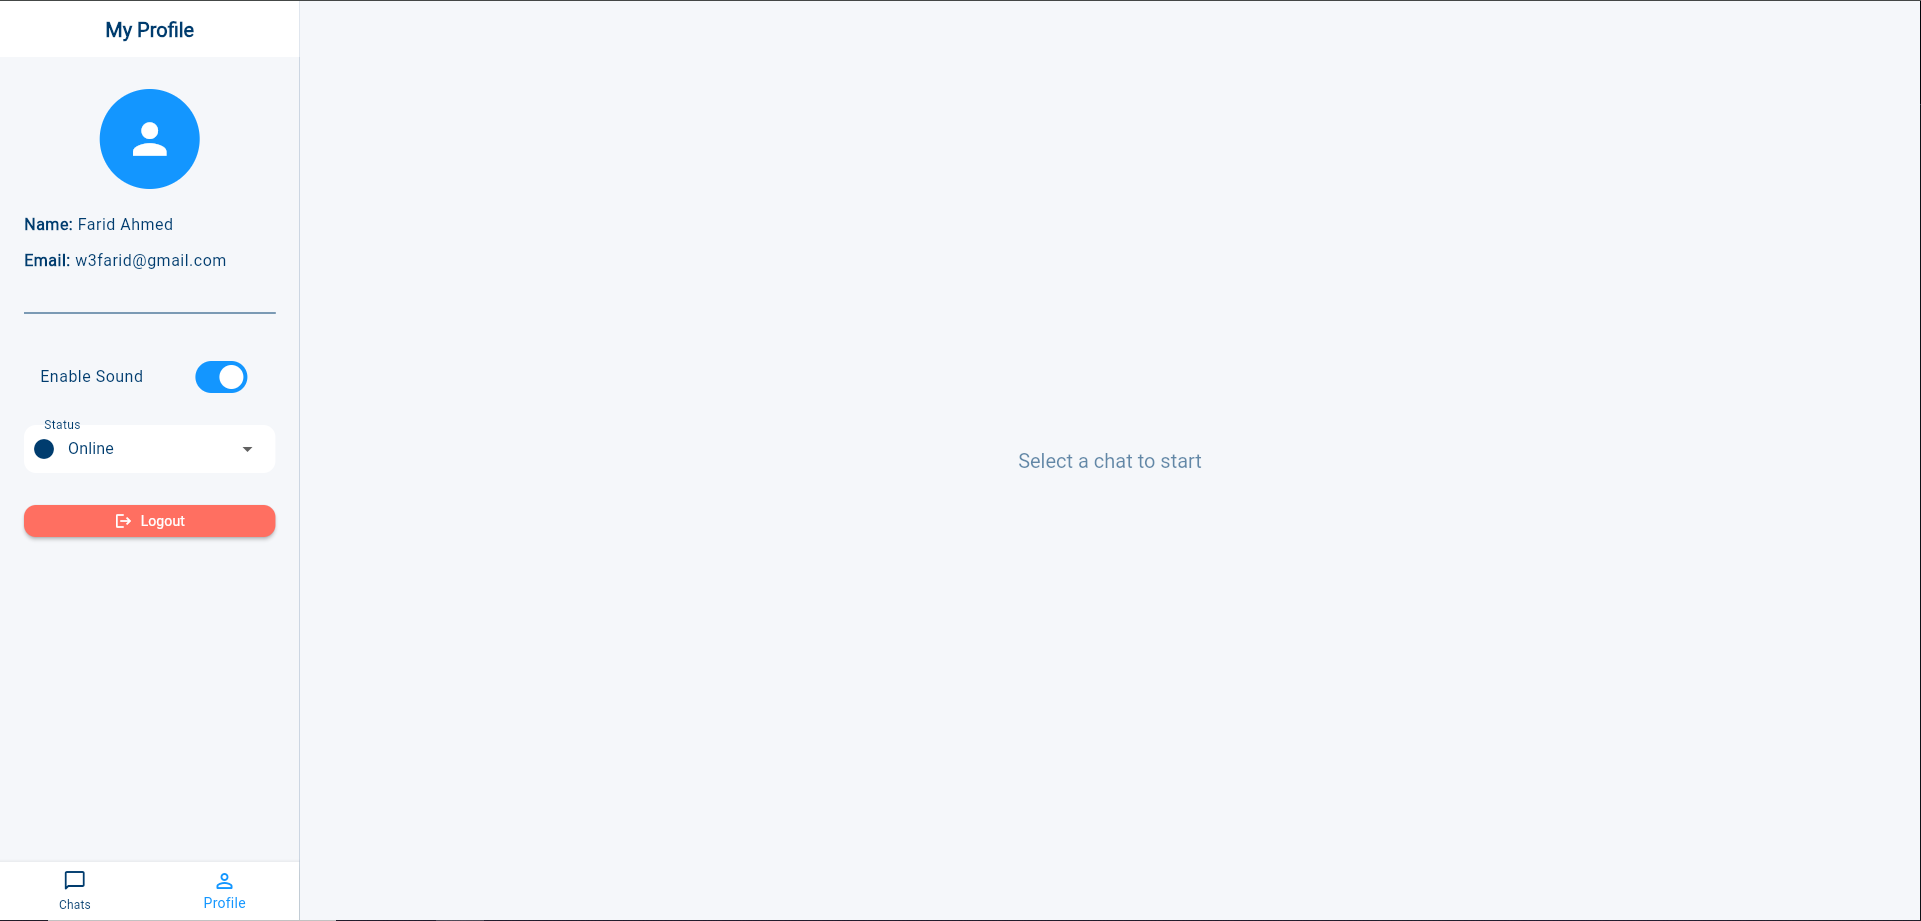 My Profile
Name: Farid Ahmed
Email: w3farid@gmail.com
Enable Sound
Status
Online
Logout
Select a chat to start
Chats
Profile